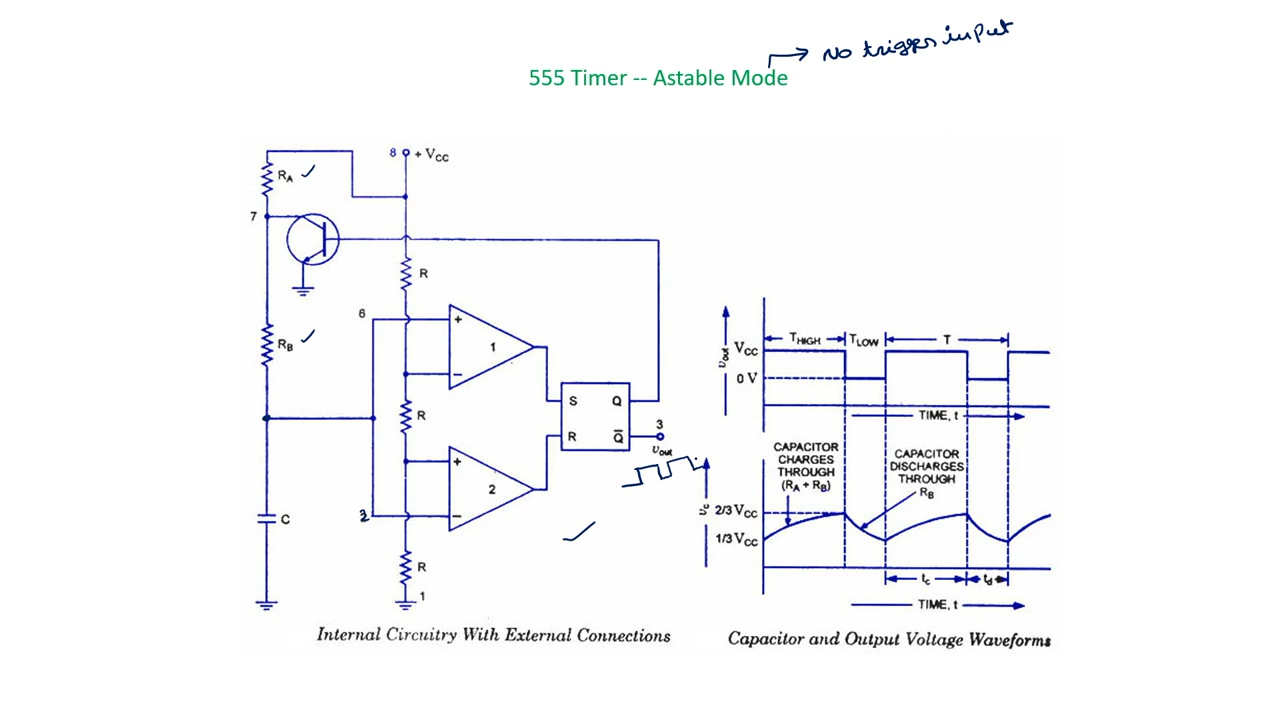 No trigger input
555 Timer -- Astable Mode
8
+ VCC
RA
7
R
6
+
1
−
RB
R
S Q
R Q̅
3
vout
+
2
−
2
C
R
1
Internal Circuitry With External Connections
vout
VCC
0 V
THIGH
TLOW
T
TIME, t
CAPACITOR
CHARGES
THROUGH
(RA + RB)
CAPACITOR
DISCHARGES
THROUGH
RB
vc
2/3 VCC
1/3 VCC
tc
td
TIME, t
Capacitor and Output Voltage Waveforms